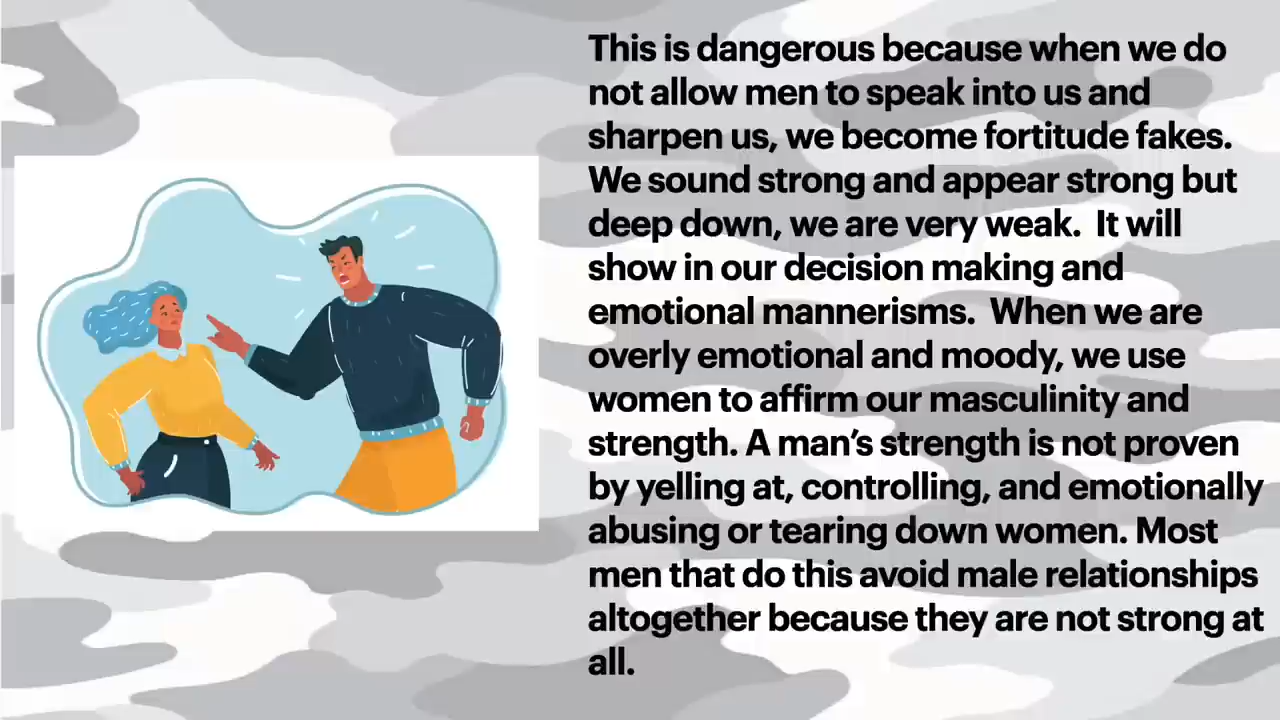 This is dangerous because when we do
not allow men to speak into us and
sharpen us, we become fortitude fakes.
We sound strong and appear strong but
deep down, we are very weak.  It will
show in our decision making and
emotional mannerisms.  When we are
overly emotional and moody, we use
women to affirm our masculinity and
strength. A man’s strength is not proven
by yelling at, controlling, and emotionally
abusing or tearing down women. Most
men that do this avoid male relationships
altogether because they are not strong at
all.